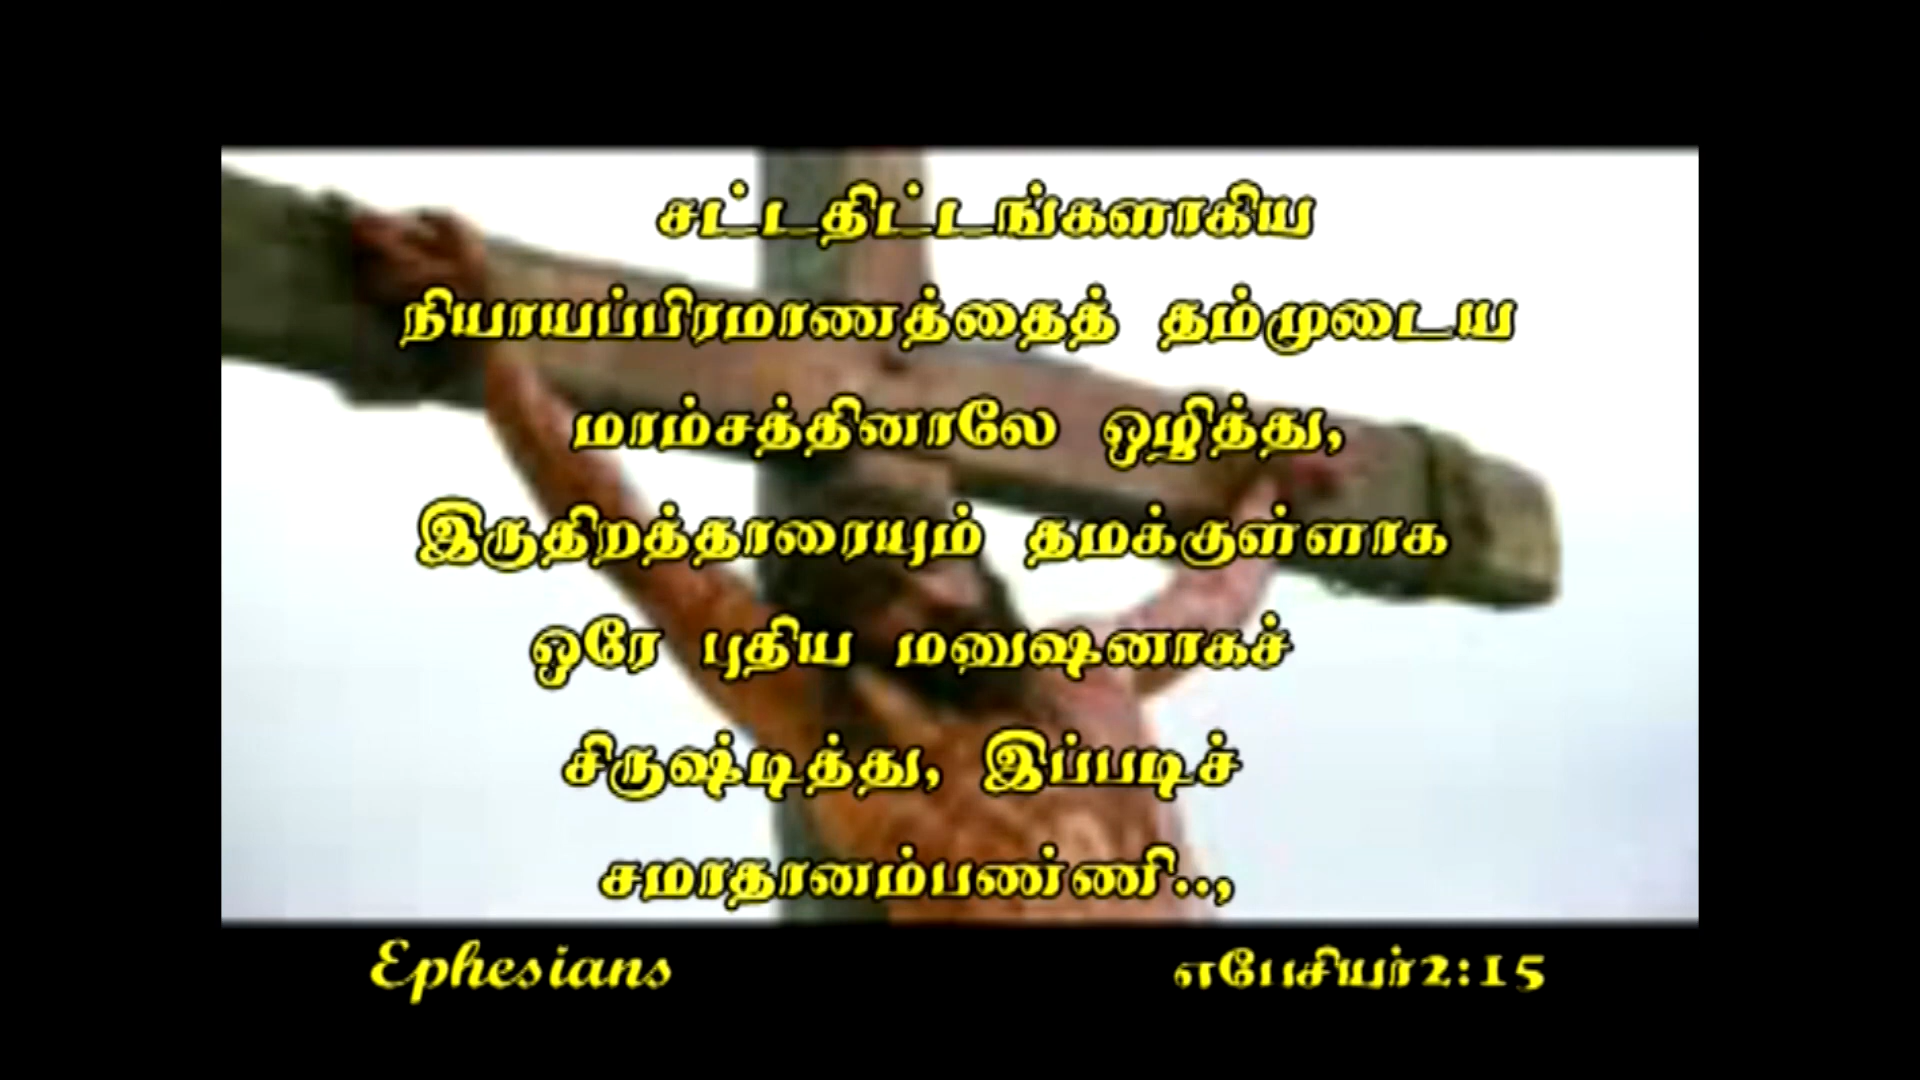 சட்டதிட்டங்களாகிய
நியாயப்பிரமாணத்தைத் தம்முடைய
மாம்சத்தினாலே ஒழித்து,
இருதிறத்தாரையும் தமக்குள்ளாக
ஒரே புதிய மனுஷனாகச்
சிருஷ்டித்து, இப்படிச்
சமாதானம்பண்ணி..,
Ephesians எபேசியர்2:15